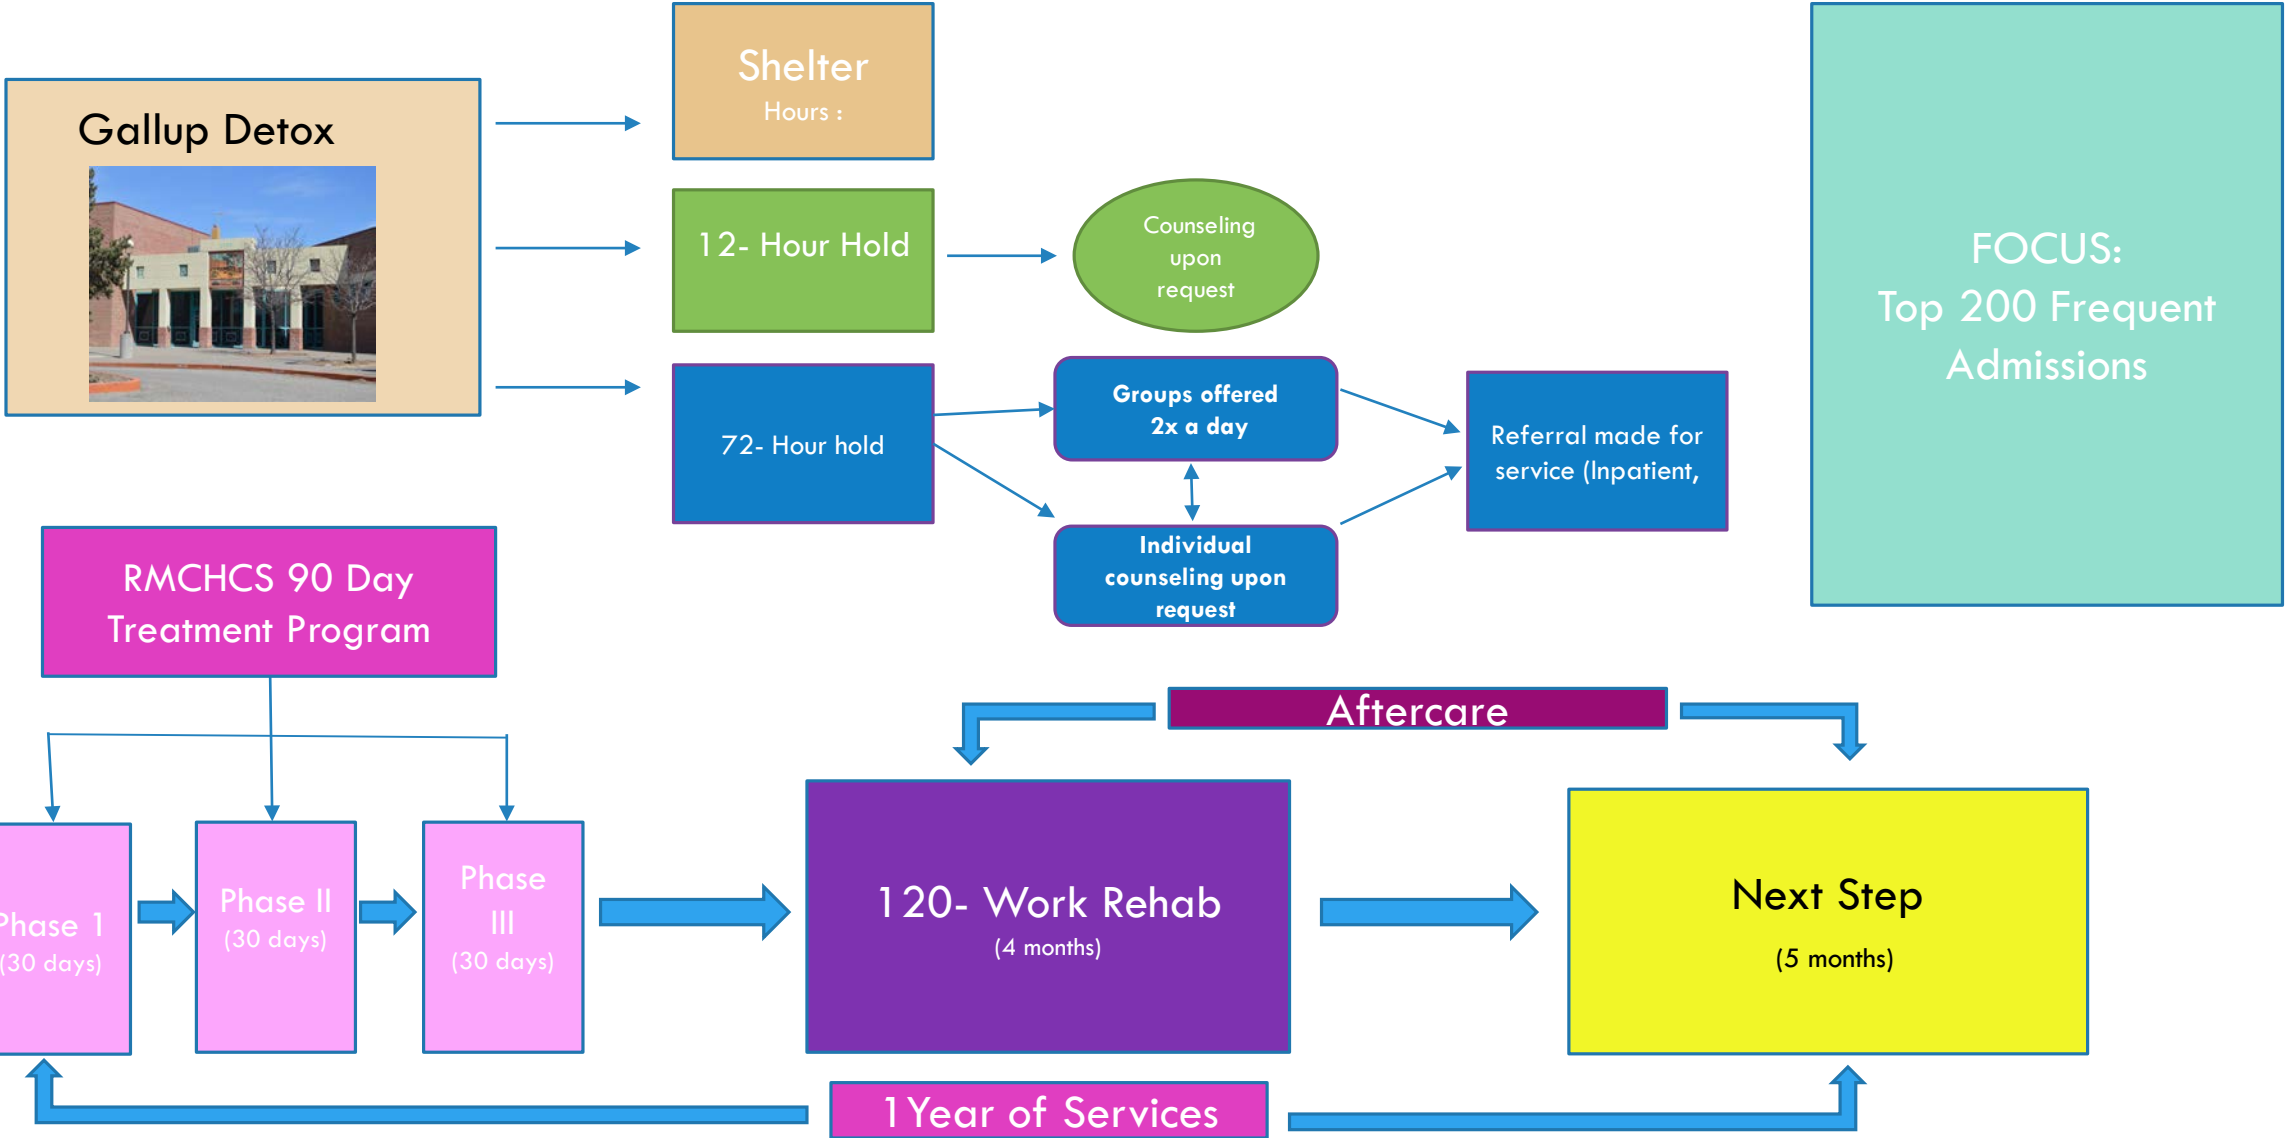 Gallup Detox
Shelter
Hours :
12- Hour Hold
Counseling
upon
request
72- Hour hold
Groups offered
2x a day
Individual
counseling upon
request
Referral made for
service (Inpatient,
FOCUS:
Top 200 Frequent
Admissions
RMCHCS 90 Day
Treatment Program
Phase 1
(30 days)
Phase II
(30 days)
Phase
III
(30 days)
Aftercare
120- Work Rehab
(4 months)
Next Step
(5 months)
1 Year of Services